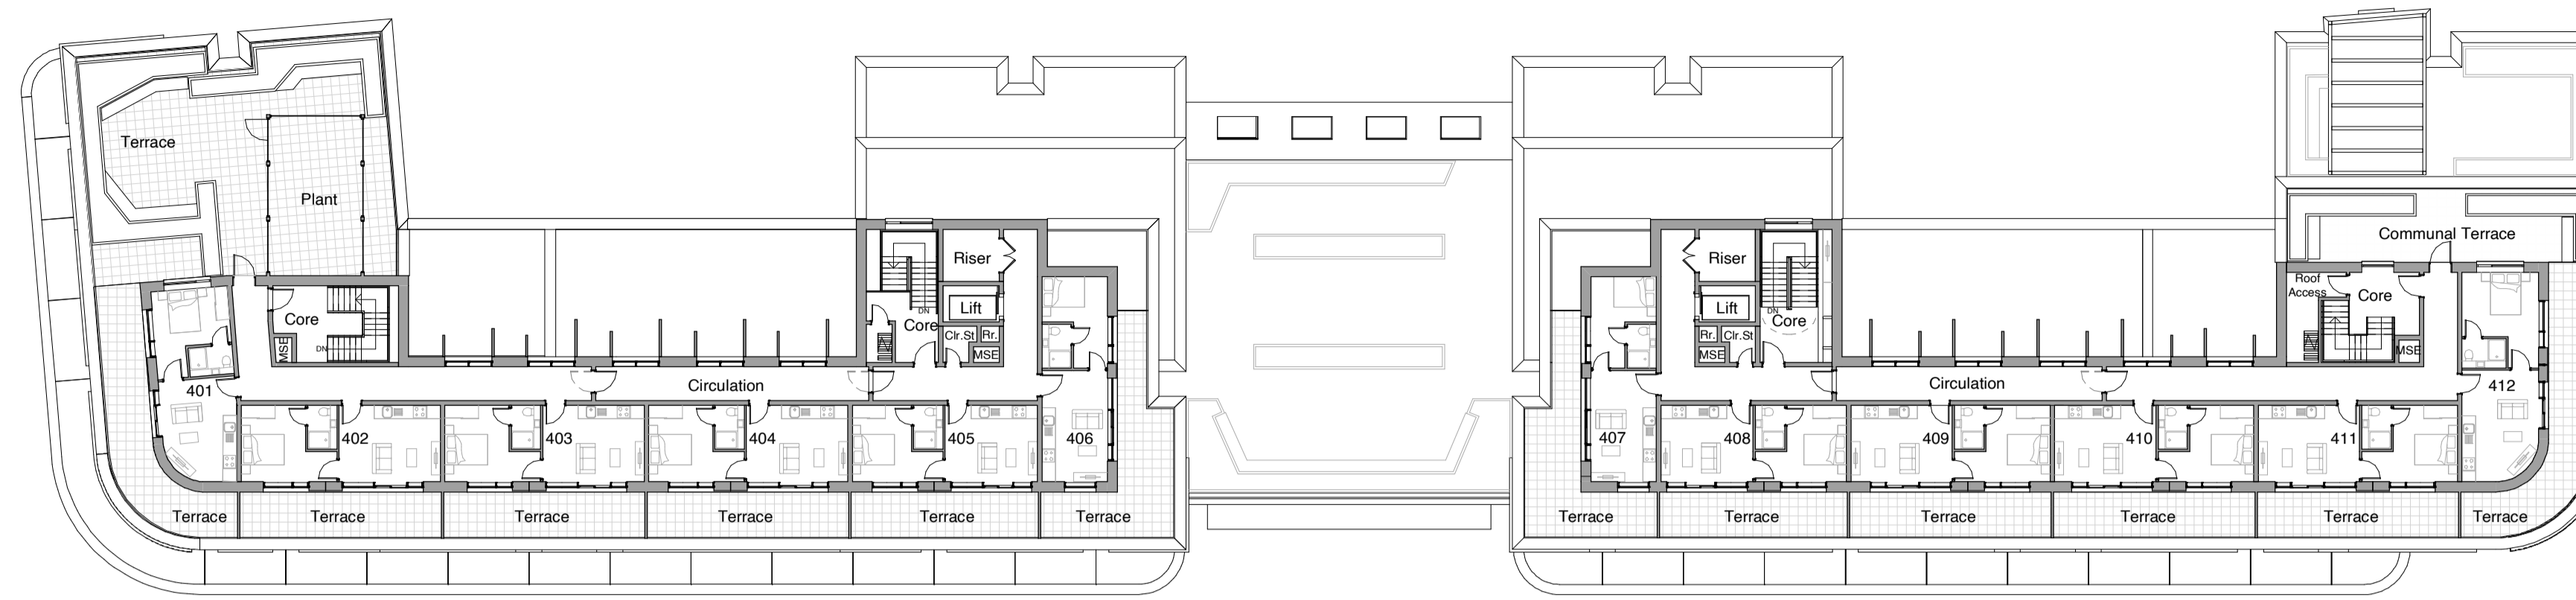 Terrace
Plant
Communal Terrace
Riser
Riser
Roof
Access
Core
Lift
Lift
Core
DN
Core
DN
Core
DN
Clr.St
Rr.
Rr.
Clr.St
MSE
MSE
MSE
MSE
401
Circulation
Circulation
412
402
403
404
405
406
407
408
409
410
411
Terrace
Terrace
Terrace
Terrace
Terrace
Terrace
Terrace
Terrace
Terrace
Terrace
Terrace
Terrace